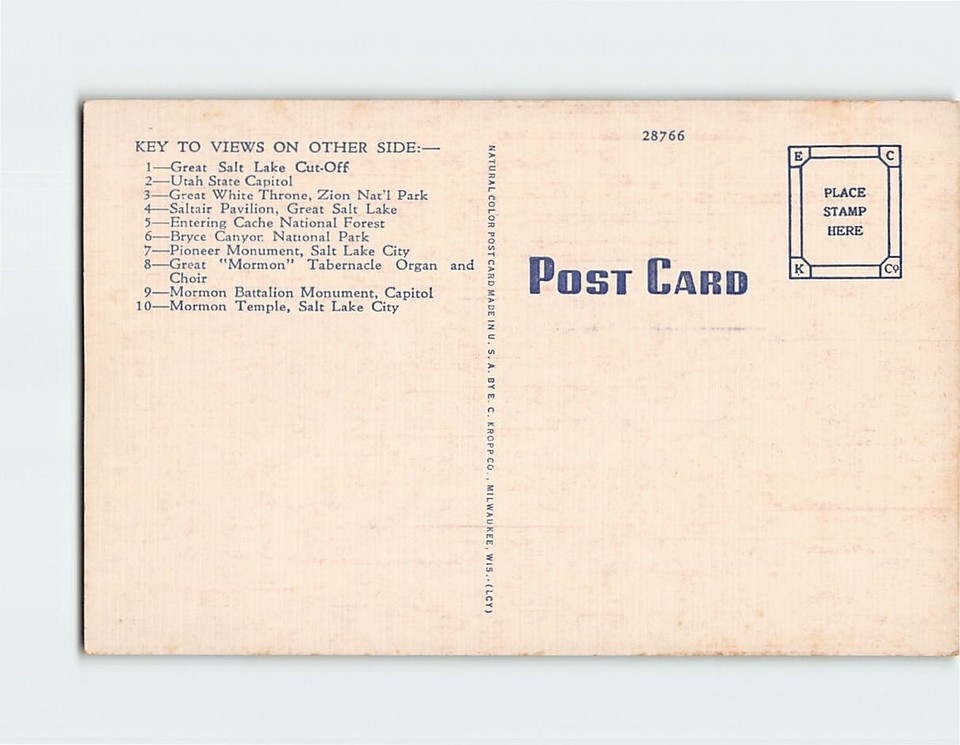 KEY TO VIEWS ON OTHER SIDE:—
1—Great Salt Lake Cut-Off
2—Utah State Capitol
3—Great White Throne, Zion Nat'l Park
4—Saltair Pavilion, Great Salt Lake
5—Entering Cache National Forest
6—Bryce Canyon National Park
7—Pioneer Monument, Salt Lake City
8—Great "Mormon" Tabernacle Organ and
Choir
9—Mormon Battalion Monument, Capitol
10—Mormon Temple, Salt Lake City
NATURAL COLOR POST CARD MADE IN U. S. A. BY E. C. KROPP CO., MILWAUKEE, WIS.-(LCY)
28766
POST CARD
E C
PLACE
STAMP
HERE
K Co